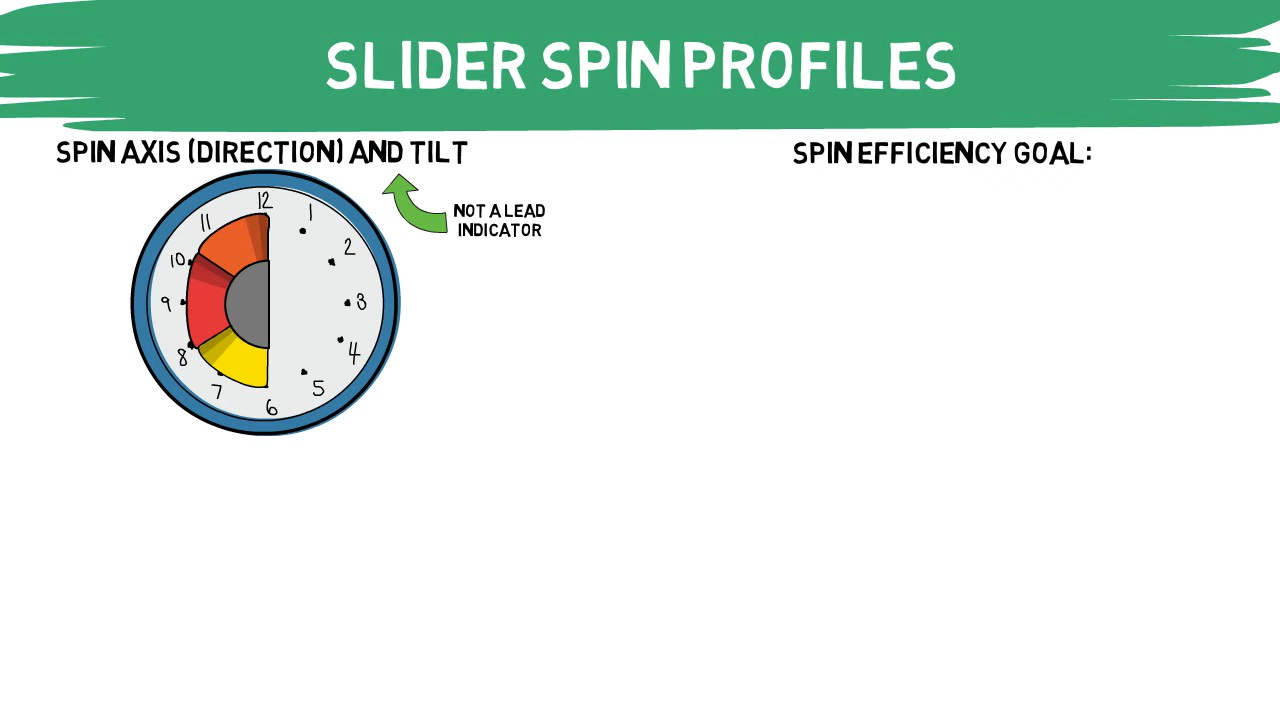 SLIDER SPIN PROFILES
SPIN AXIS (DIRECTION) AND TILT
SPIN EFFICIENCY GOAL:
NOT A LEAD
INDICATOR
12
1
2
3
4
5
6
7
8
9
10
11